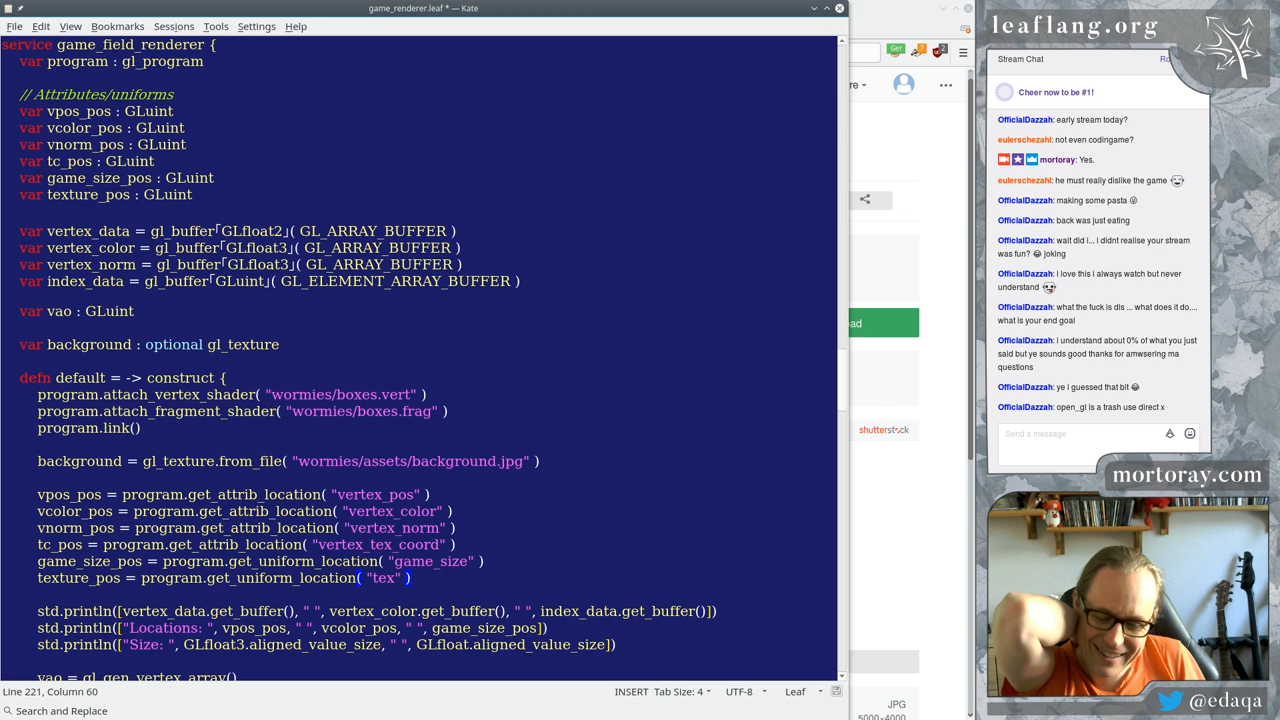 game_renderer.leaf * — Kate
File Edit View Bookmarks Sessions Tools Settings Help
service game_field_renderer {
var program : gl_program
// Attributes/uniforms
var vpos_pos : GLuint
var vcolor_pos : GLuint
var vnorm_pos : GLuint
var tc_pos : GLuint
var game_size_pos : GLuint
var texture_pos : GLuint
var vertex_data = gl_buffer｢GLfloat2｣( GL_ARRAY_BUFFER )
var vertex_color = gl_buffer｢GLfloat3｣( GL_ARRAY_BUFFER )
var vertex_norm = gl_buffer｢GLfloat3｣( GL_ARRAY_BUFFER )
var index_data = gl_buffer｢GLuint｣( GL_ELEMENT_ARRAY_BUFFER )
var vao : GLuint
var background : optional gl_texture
defn default = -> construct {
program.attach_vertex_shader( "wormies/boxes.vert" )
program.attach_fragment_shader( "wormies/boxes.frag" )
program.link()
background = gl_texture.from_file( "wormies/assets/background.jpg" )
vpos_pos = program.get_attrib_location( "vertex_pos" )
vcolor_pos = program.get_attrib_location( "vertex_color" )
vnorm_pos = program.get_attrib_location( "vertex_norm" )
tc_pos = program.get_attrib_location( "vertex_tex_coord" )
game_size_pos = program.get_uniform_location( "game_size" )
texture_pos = program.get_uniform_location( "tex" )
std.println([vertex_data.get_buffer(), " ", vertex_color.get_buffer(), " ", index_data.get_buffer()])
std.println(["Locations: ", vpos_pos, " ", vcolor_pos, " ", game_size_pos])
std.println(["Size: ", GLfloat3.aligned_value_size, " ", GLfloat.aligned_value_size])
vao = gl_gen_vertex_array()
Line 221, Column 60 INSERT Tab Size: 4 UTF-8 Leaf
Search and Replace
Ger 7 2
re
ad
shutterstock
JPG
5000x4000
leaflang.org
Stream Chat Ro
Cheer now to be #1!
OfficialDazzah: early stream today?
eulerschezahl: not even codingame?
mortoray: Yes.
eulerschezahl: he must really dislike the game
OfficialDazzah: making some pasta 😜
OfficialDazzah: back was just eating
OfficialDazzah: wait did i... i didnt realise your stream
was fun? 😂 joking
OfficialDazzah: i love this i always watch but never
understand
OfficialDazzah: what the fuck is dis ... what does it do....
what is your end goal
OfficialDazzah: i understand about 0% of what you just
said but ye sounds good thanks for amwsering ma
questions
OfficialDazzah: ye i guessed that bit 😂
OfficialDazzah: open_gl is a trash use direct x
Send a message
mortoray.com
@edaqa